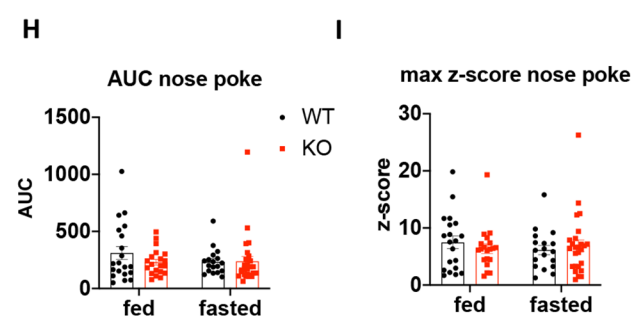 H
AUC nose poke
1500
1000
500
0
AUC
fed
fasted
WT
KO
I
max z-score nose poke
30
20
10
0
z-score
fed
fasted